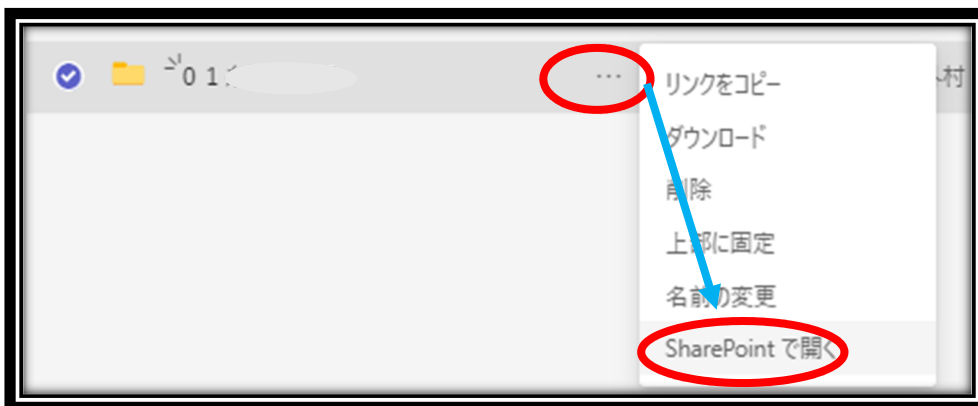 ０１
...
村
リンクをコピー
ダウンロード
削除
上部に固定
名前の変更
SharePoint で開く